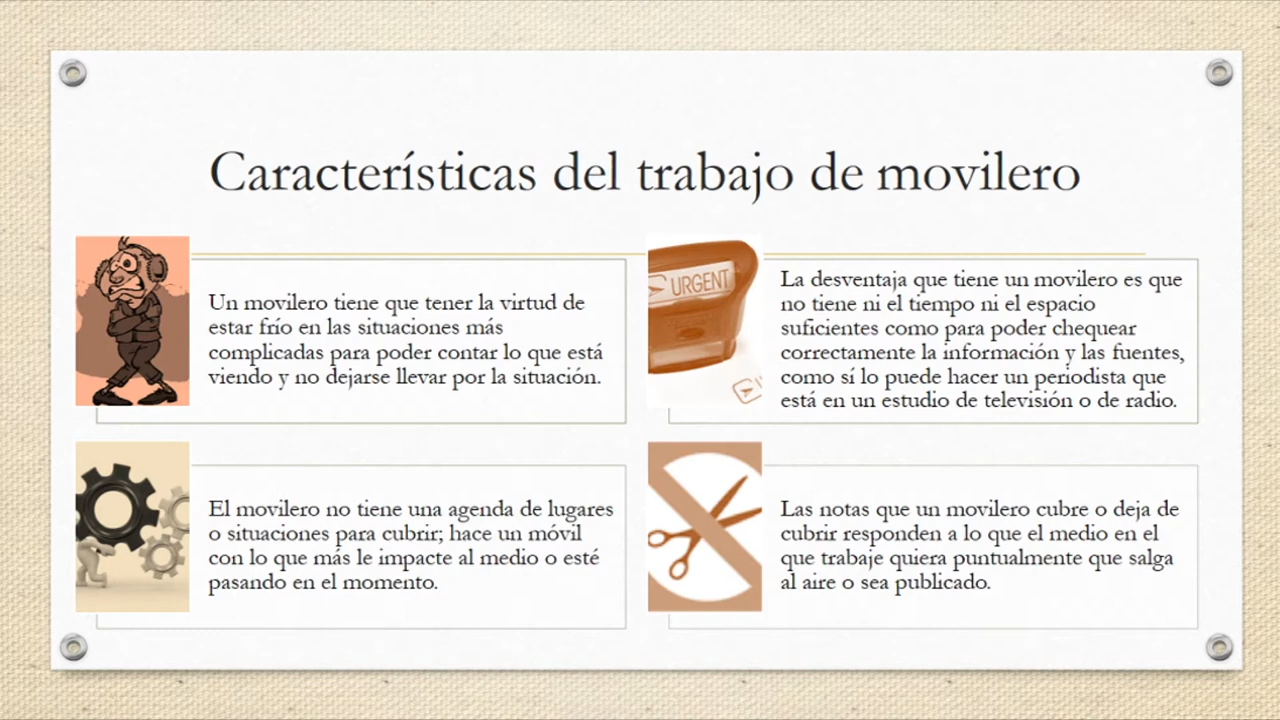 Características del trabajo de movilero
Un movilero tiene que tener la virtud de
estar frío en las situaciones más
complicadas para poder contar lo que está
viendo y no dejarse llevar por la situación.
URGENT
La desventaja que tiene un movilero es que
no tiene ni el tiempo ni el espacio
suficientes como para poder chequear
correctamente la información y las fuentes,
como sí lo puede hacer un periodista que
está en un estudio de televisión o de radio.
El movilero no tiene una agenda de lugares
o situaciones para cubrir; hace un móvil
con lo que más le impacte al medio o esté
pasando en el momento.
Las notas que un movilero cubre o deja de
cubrir responden a lo que el medio en el
que trabaje quiera puntualmente que salga
al aire o sea publicado.